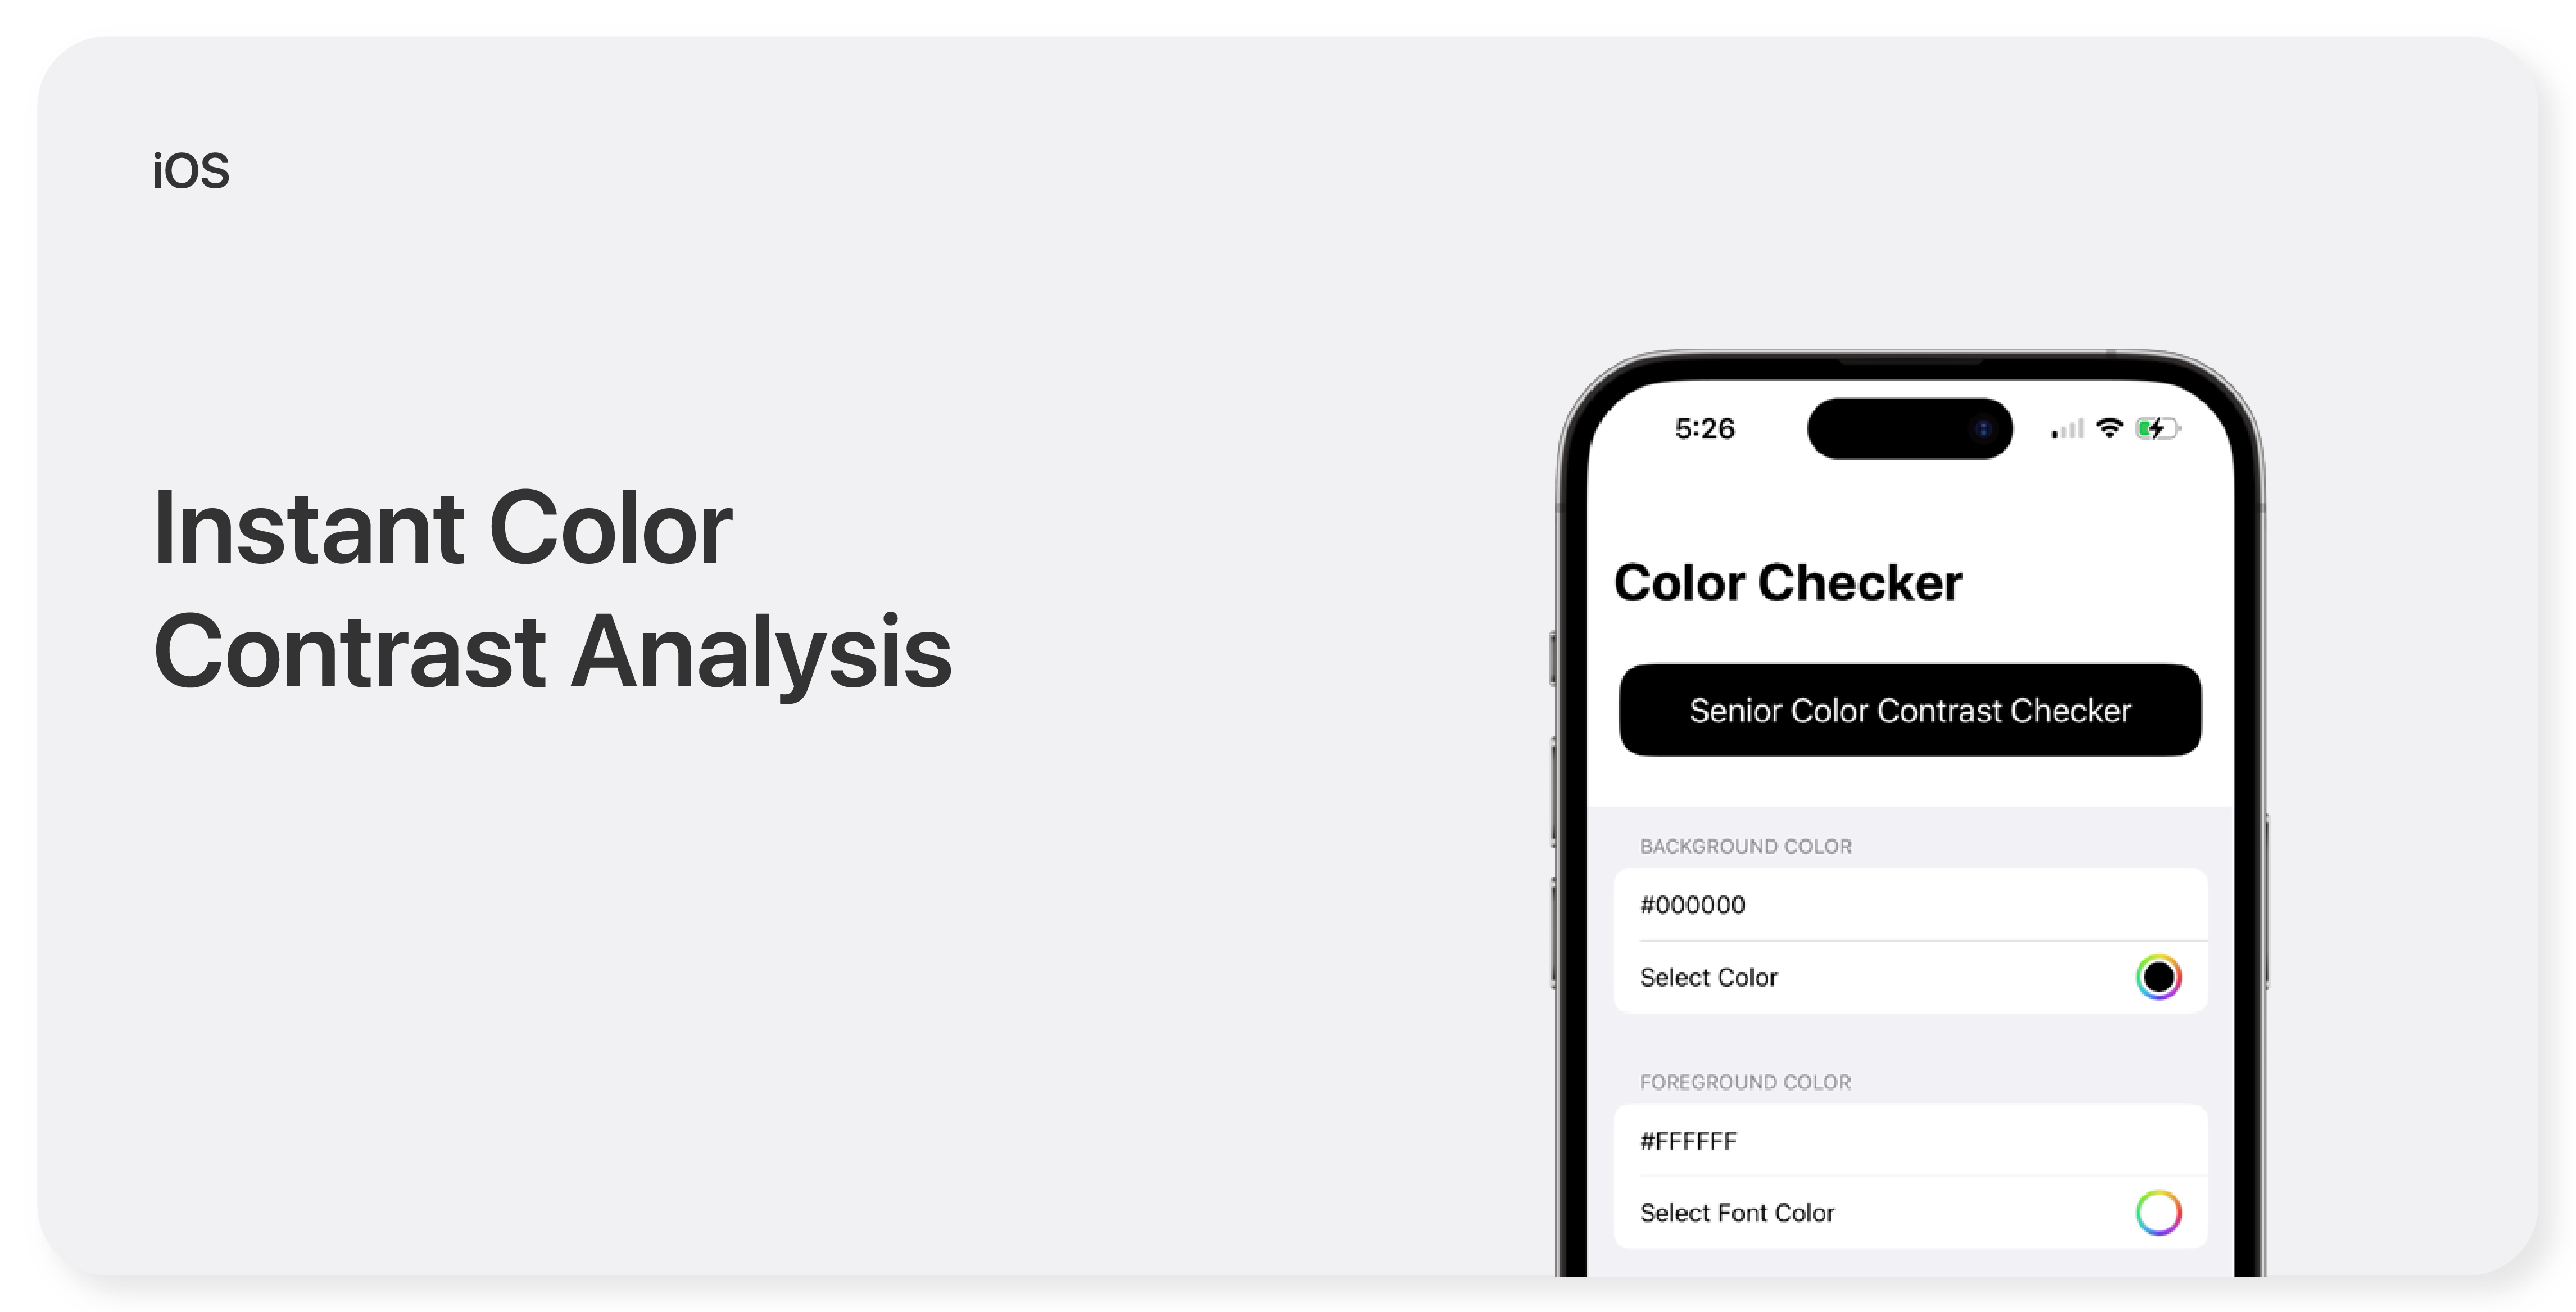 iOS
Instant Color
Contrast Analysis
5:26
Color Checker
Senior Color Contrast Checker
BACKGROUND COLOR
#000000
Select Color
FOREGROUND COLOR
#FFFFFF
Select Font Color